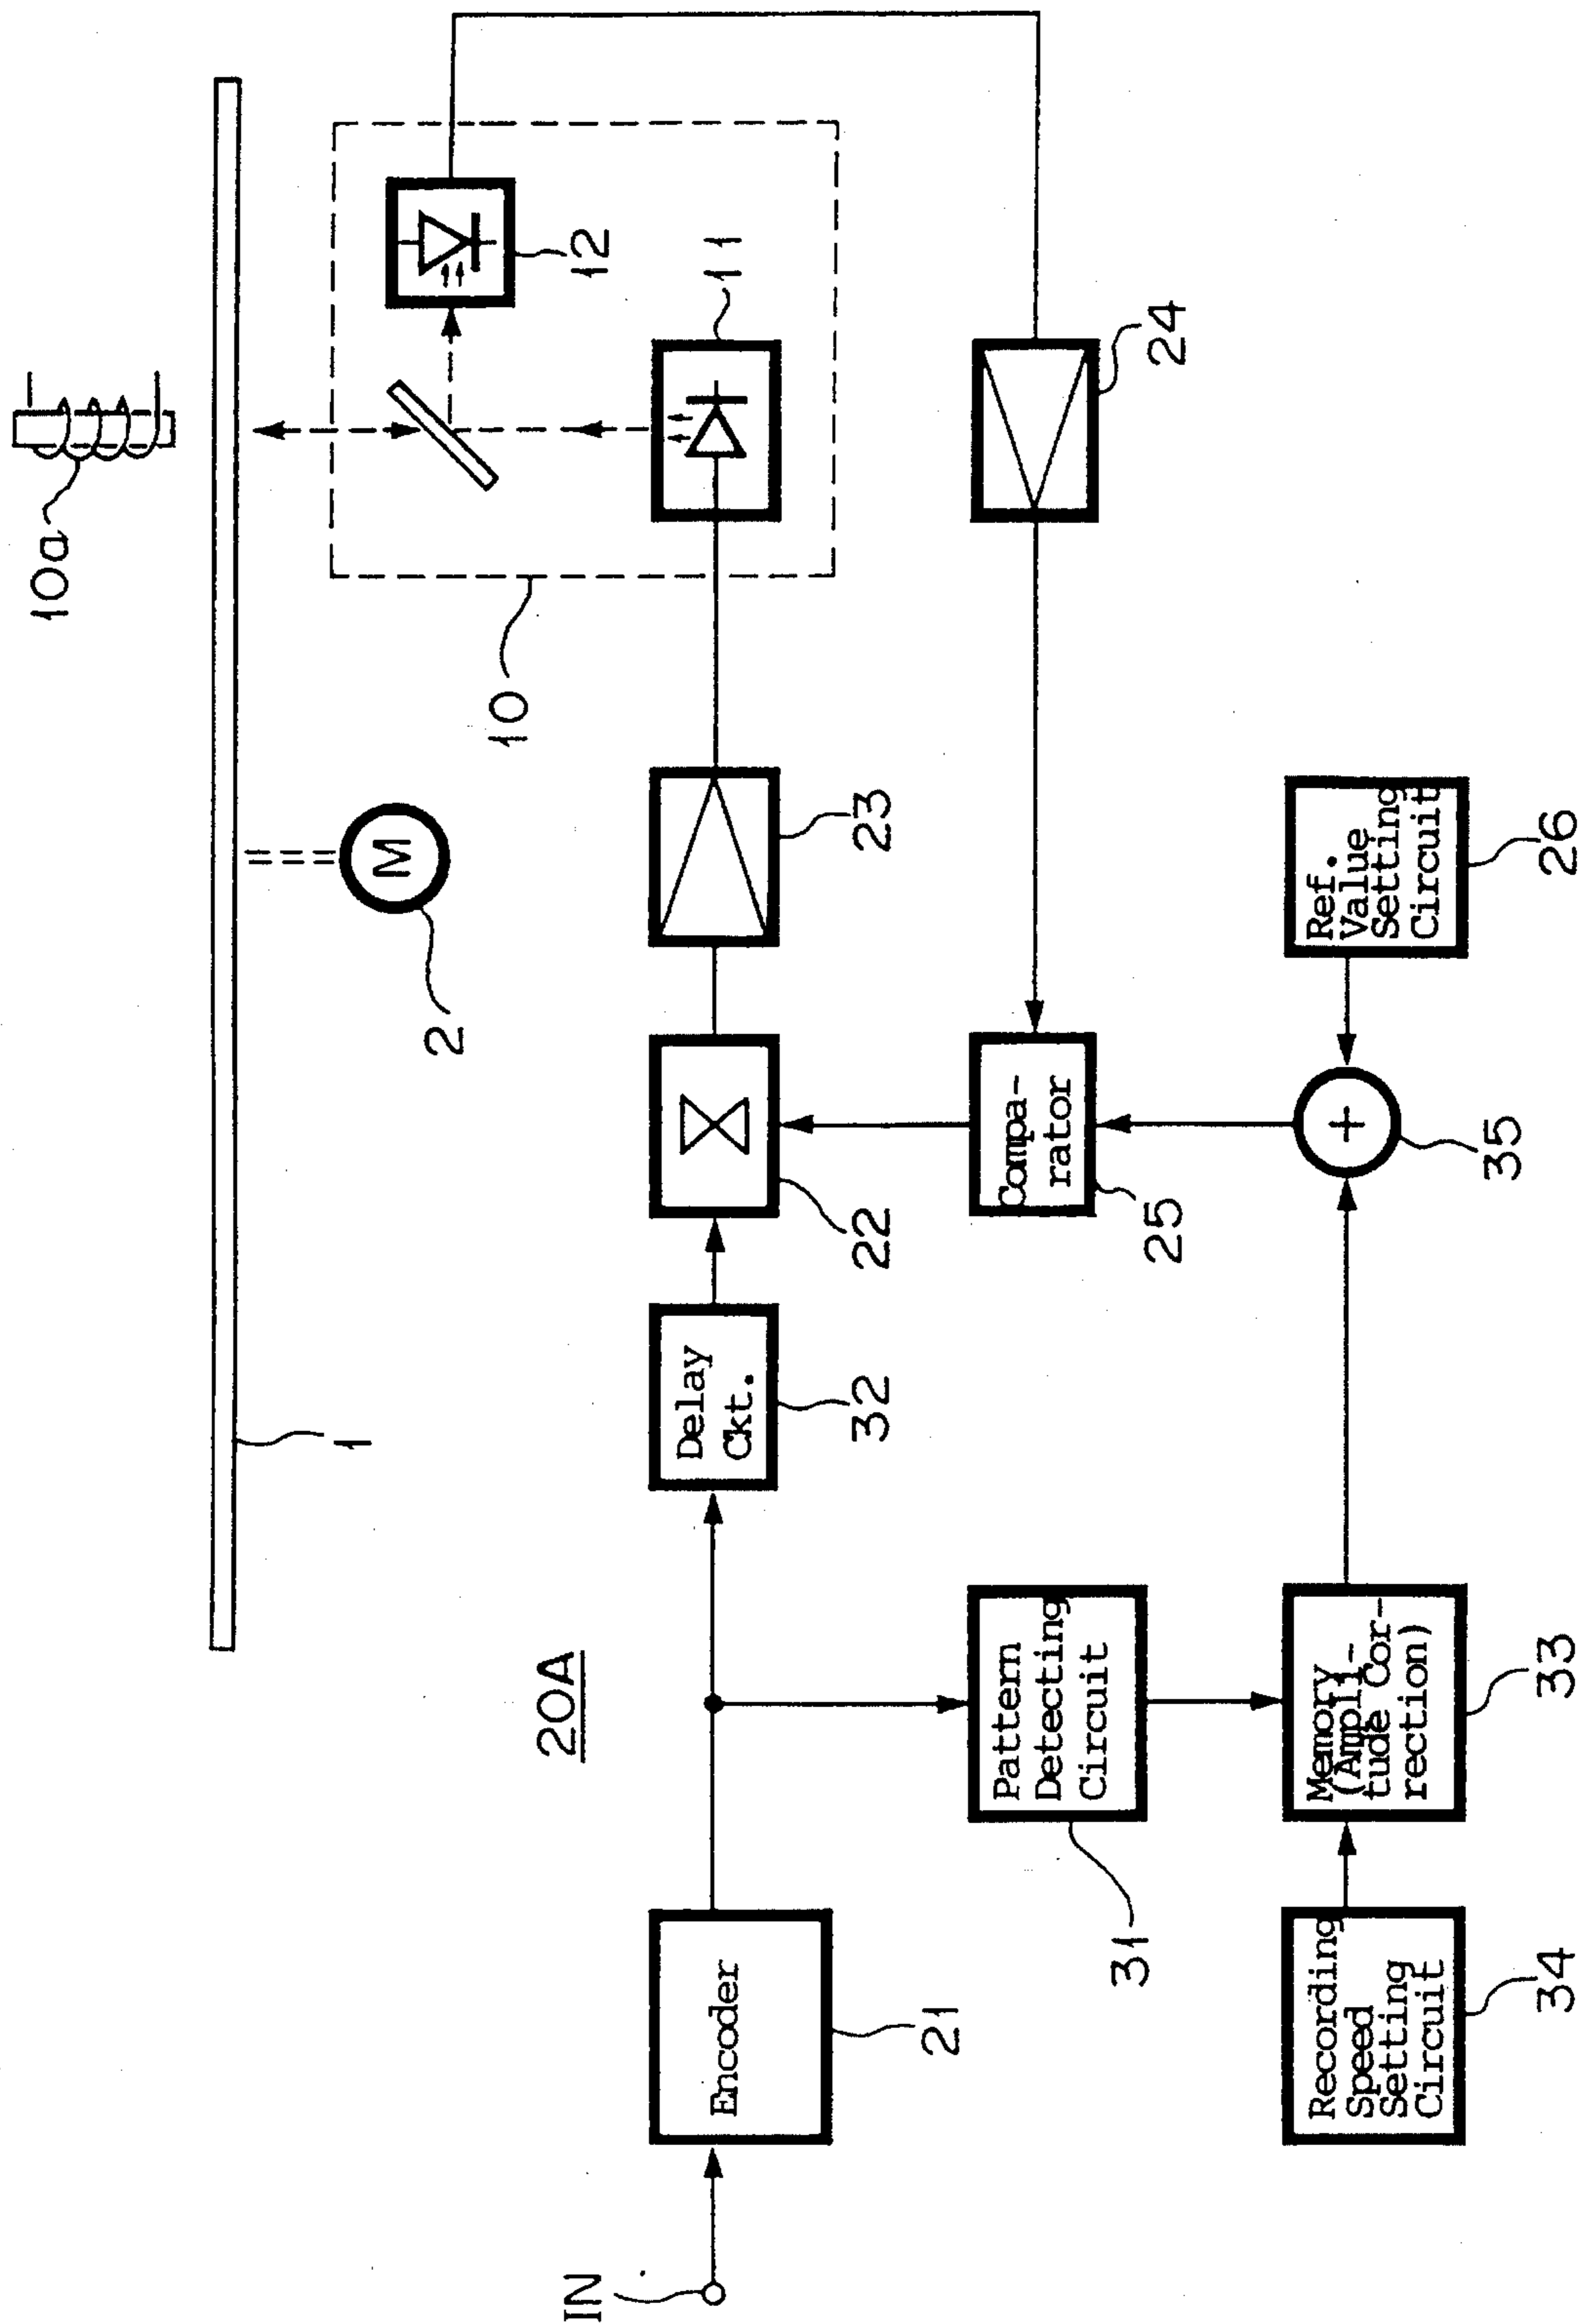 10a
1
2
M
10
11
12
20A
IN
Encoder
21
Delay
Ckt.
32
22
23
24
Compa-
rator
25
Pattern
Detecting
Circuit
31
Recording
Speed
Setting
Circuit
34
Memory
(Ampli-
tude Cor-
rection)
33
+
35
Ref.
Value
Setting
Circuit
26